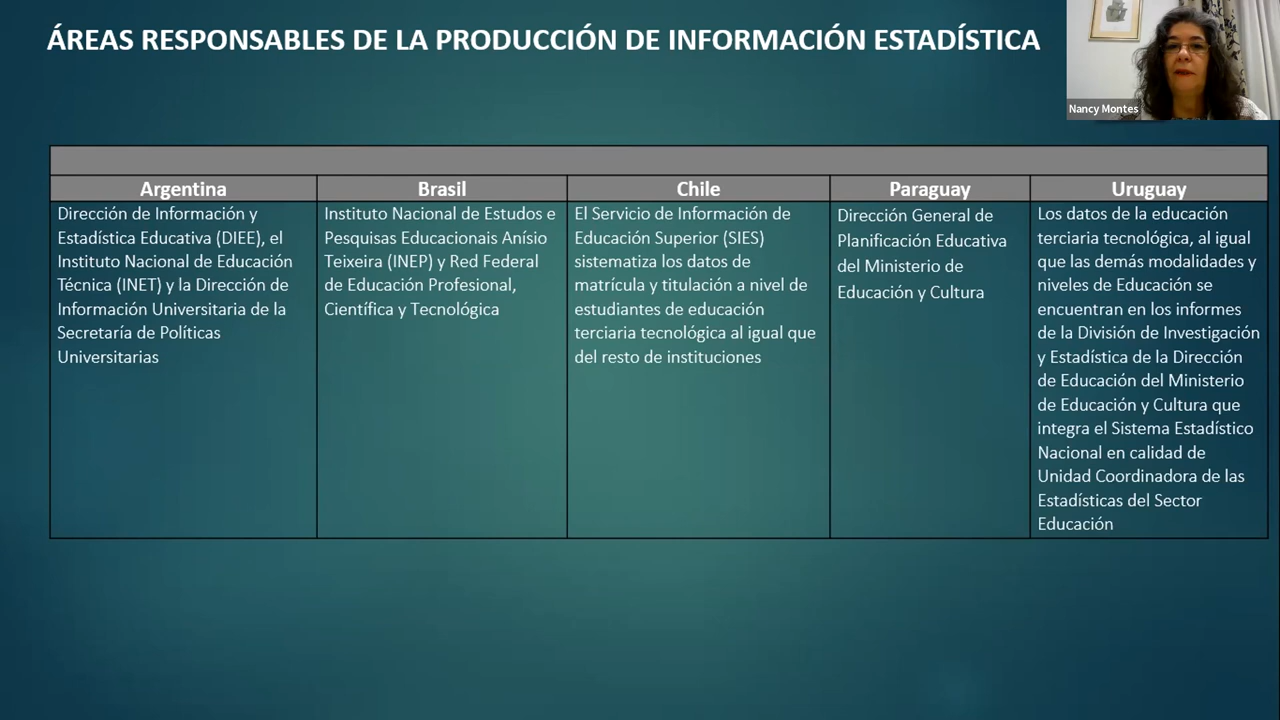 ÁREAS RESPONSABLES DE LA PRODUCCIÓN DE INFORMACIÓN ESTADÍSTICA
Nancy Montes
Argentina
Dirección de Información y
Estadística Educativa (DIEE), el
Instituto Nacional de Educación
Técnica (INET) y la Dirección de
Información Universitaria de la
Secretaría de Políticas
Universitarias
Brasil
Instituto Nacional de Estudos e
Pesquisas Educacionais Anísio
Teixeira (INEP) y Red Federal
de Educación Profesional,
Científica y Tecnológica
Chile
El Servicio de Información de
Educación Superior (SIES)
sistematiza los datos de
matrícula y titulación a nivel de
estudiantes de educación
terciaria tecnológica al igual que
del resto de instituciones
Paraguay
Dirección General de
Planificación Educativa
del Ministerio de
Educación y Cultura
Uruguay
Los datos de la educación
terciaria tecnológica, al igual
que las demás modalidades y
niveles de Educación se
encuentran en los informes
de la División de Investigación
y Estadística de la Dirección
de Educación del Ministerio
de Educación y Cultura que
integra el Sistema Estadístico
Nacional en calidad de
Unidad Coordinadora de las
Estadísticas del Sector
Educación